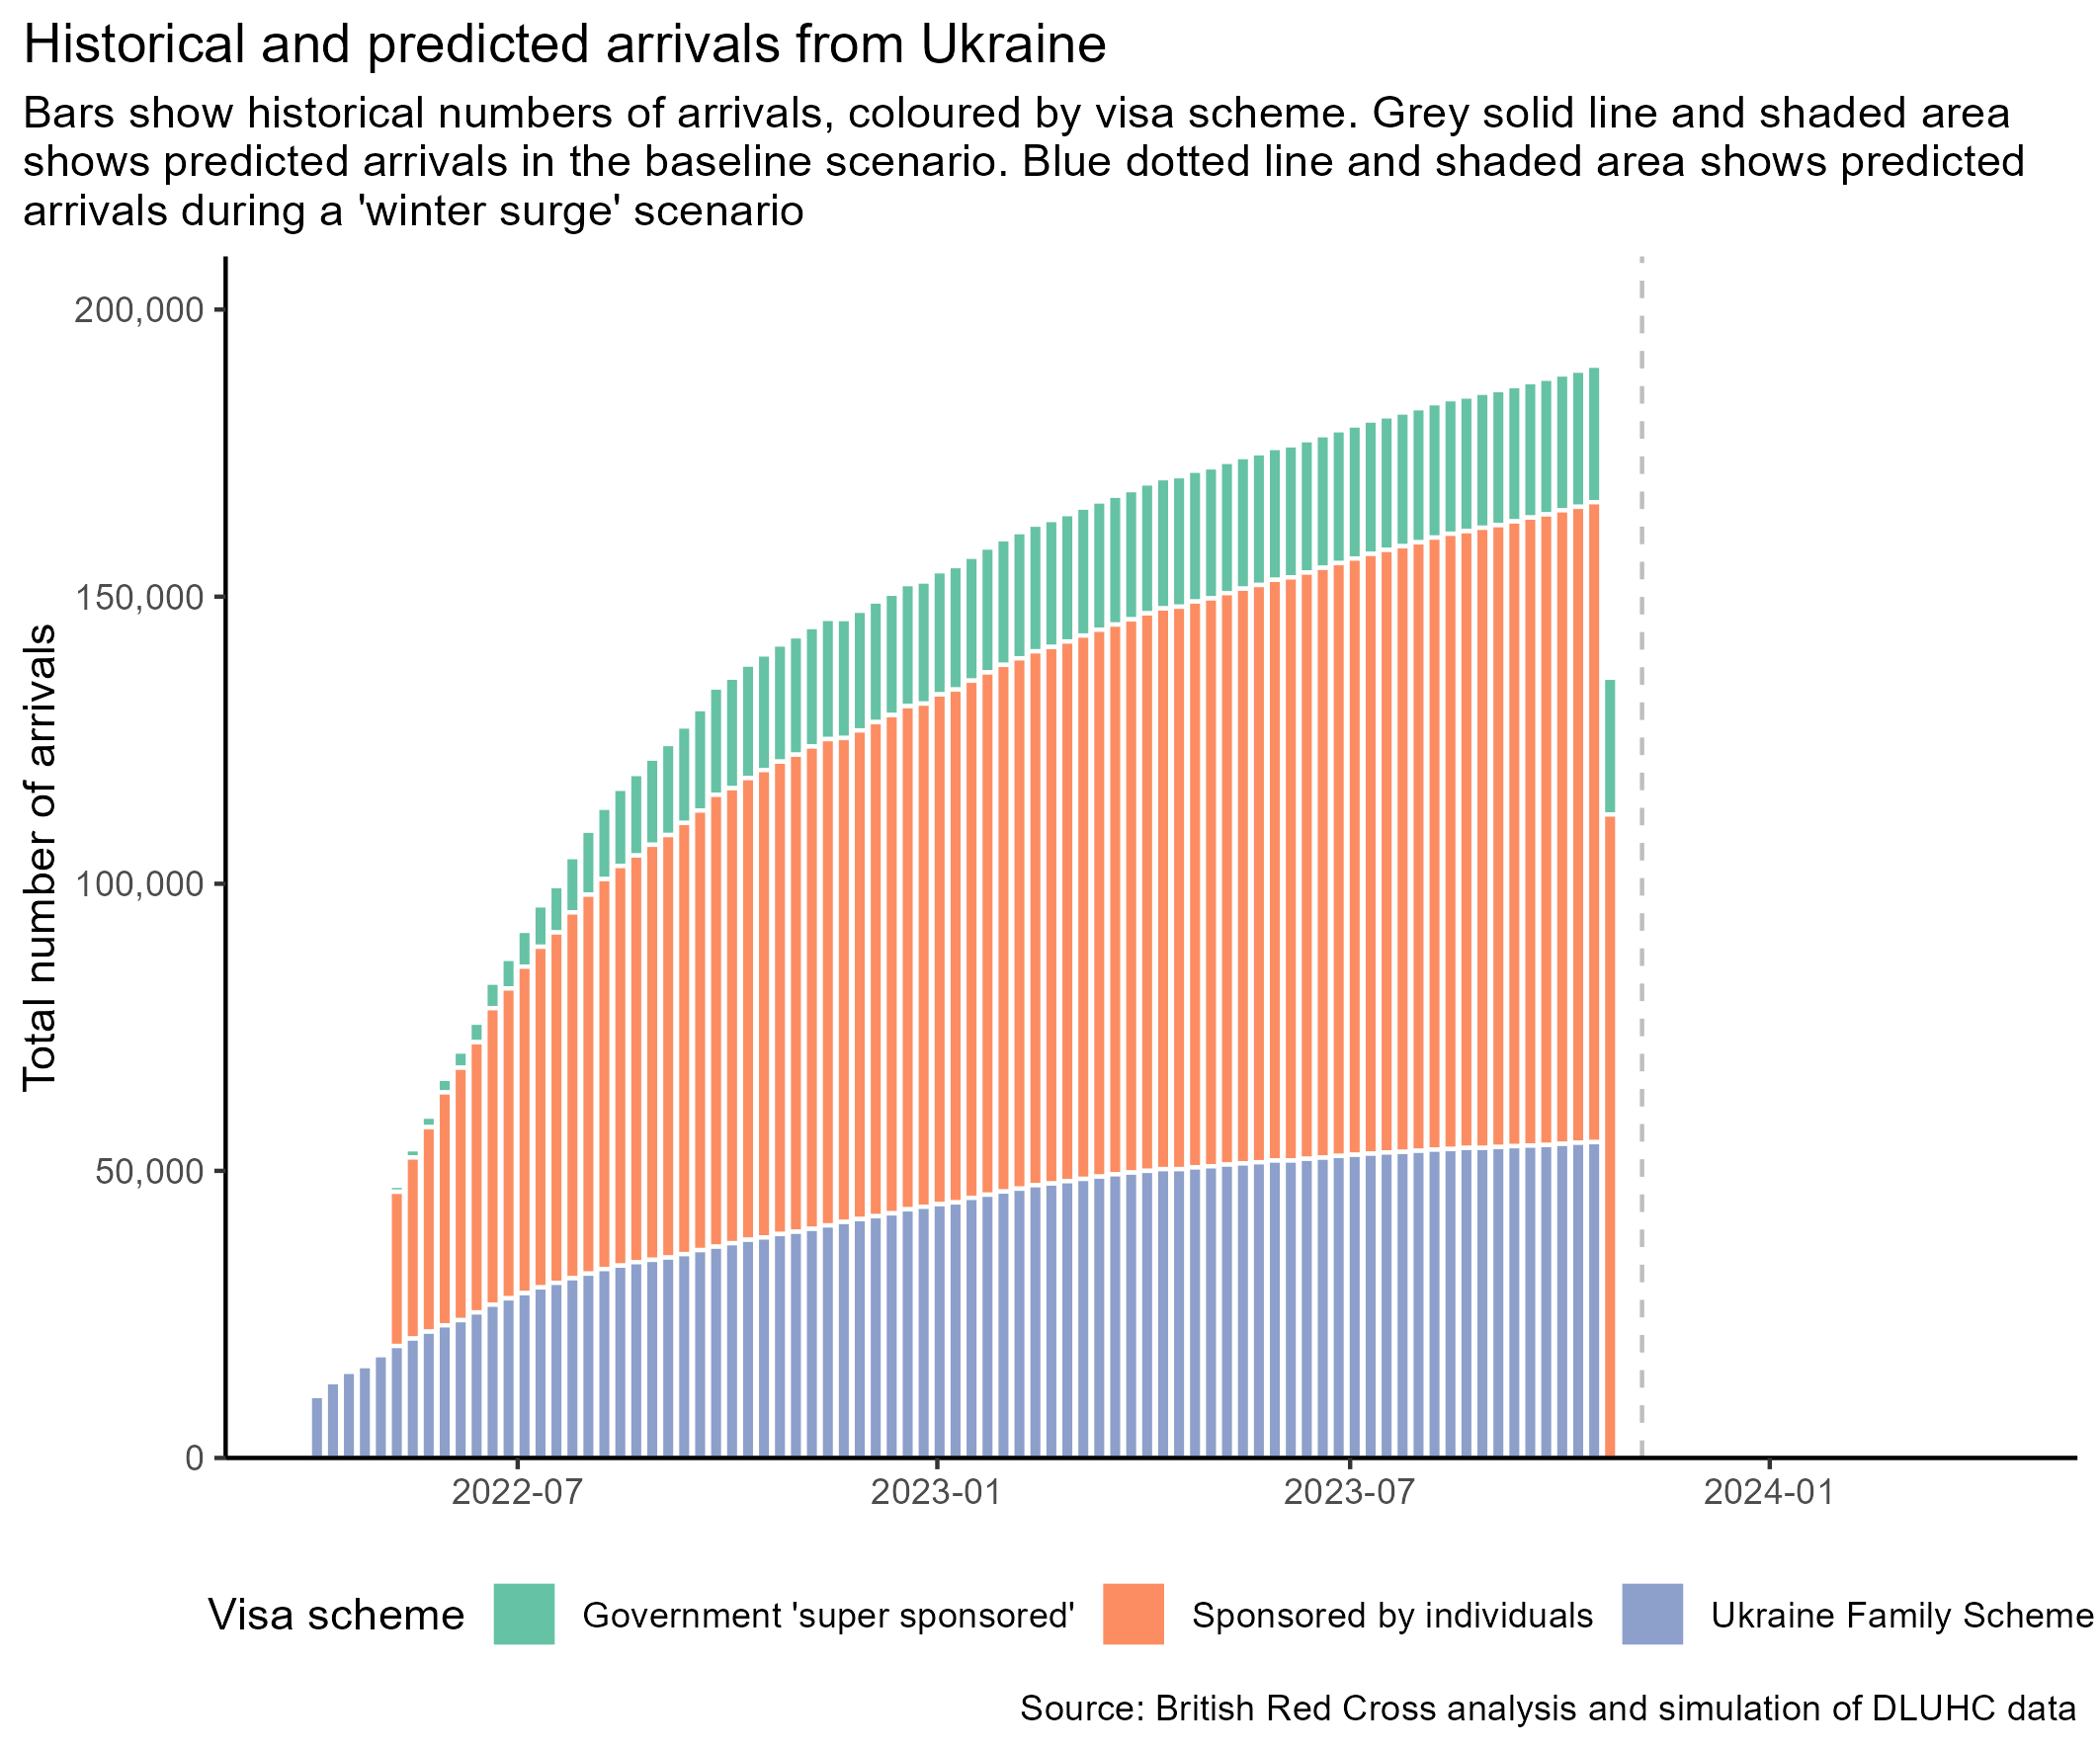 Historical and predicted arrivals from Ukraine
Bars show historical numbers of arrivals, coloured by visa scheme. Grey solid line and shaded area
shows predicted arrivals in the baseline scenario. Blue dotted line and shaded area shows predicted
arrivals during a 'winter surge' scenario
Total number of arrivals
200,000
150,000
100,000
50,000
0
2022-07 2023-01 2023-07 2024-01
Visa scheme Government 'super sponsored' Sponsored by individuals Ukraine Family Scheme
Source: British Red Cross analysis and simulation of DLUHC data